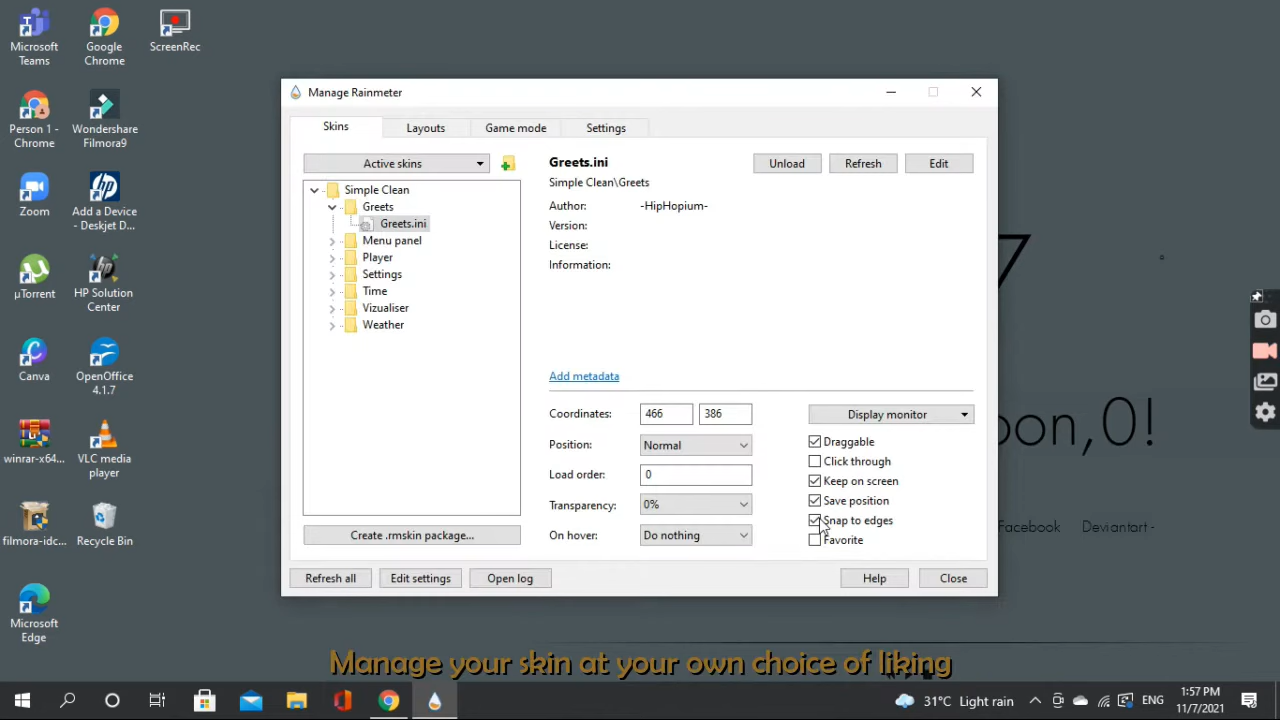 Microsoft Teams
Google Chrome
ScreenRec
Person 1 - Chrome
Wondershare Filmora9
Zoom
Add a Device - Deskjet D...
µTorrent
HP Solution Center
Canva
OpenOffice 4.1.7
winrar-x64...
VLC media player
filmora-idc...
Recycle Bin
Microsoft Edge
Manage Rainmeter
Skins
Layouts
Game mode
Settings
Active skins
Simple Clean
Greets
Greets.ini
Menu panel
Player
Settings
Time
Vizualiser
Weather
Create .rmskin package...
Greets.ini
Unload
Refresh
Edit
Simple Clean\Greets
Author: -HipHopium-
Version:
License:
Information:
Add metadata
Coordinates: 466 386
Display monitor
Position: Normal
Load order: 0
Transparency: 0%
On hover: Do nothing
Draggable
Click through
Keep on screen
Save position
Snap to edges
Favorite
Refresh all
Edit settings
Open log
Help
Close
7
oon,0!
Facebook Deviantart -
Manage your skin at your own choice of liking
31°C Light rain
ENG
1:57 PM
11/7/2021